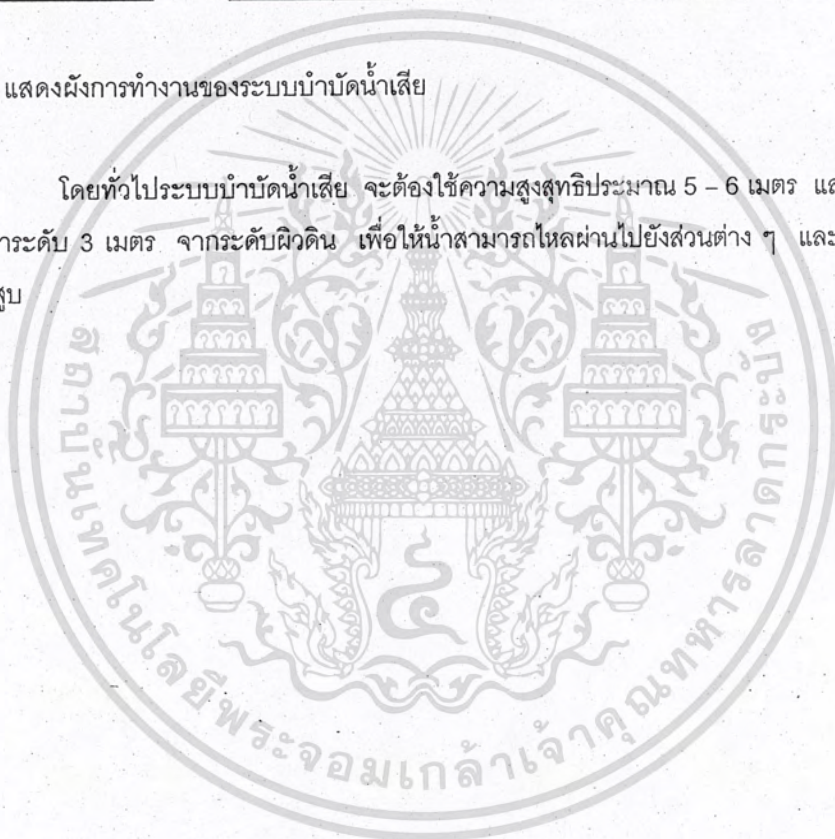 แสดงผังการทำงานของระบบบำบัดน้ำเสีย
โดยทั่วไประบบบำบัดน้ำเสีย จะต้องใช้ความสูงสุทธิประมาณ 5 – 6 เมตร
ระดับ 3 เมตร จากระดับผิวดิน เพื่อให้น้ำสามารถไหลผ่านไปยังส่วนต่าง ๆ และ
สูบ
สถาบันเทคโนโลยีพระจอมเกล้าเจ้าคุณทหารลาดกระบัง